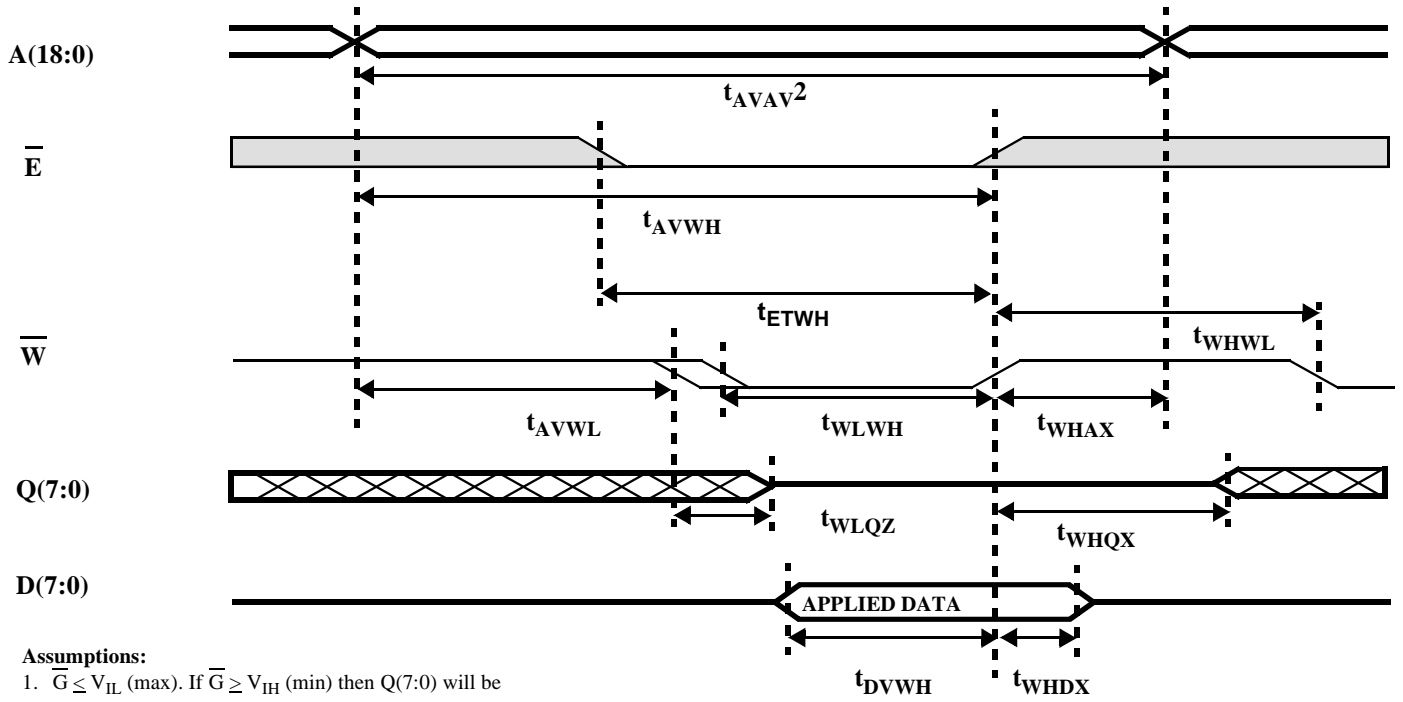 A(18:0)
tAVAV2
E̅
tAVWH
tETWH
W̅
tWHWL
tAVWL
tWLWH
tWHAX
Q(7:0)
tWLQZ
tWHQX
D(7:0)
APPLIED DATA
Assumptions:
1. G̅ ≤ VIL (max). If G̅ ≥ VIH (min) then Q(7:0) will be
tDVWH
tWHDX